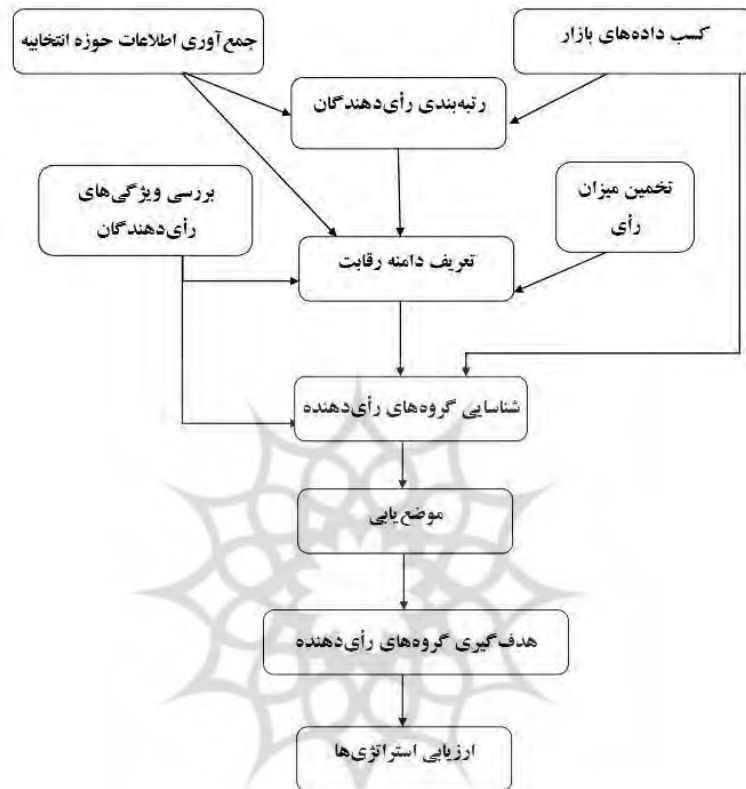 جمع‌آوری اطلاعات حوزه انتخابیه
کسب داده‌های بازار
رتبه‌بندی رأی‌دهندگان
بررسی ویژگی‌های
رأی‌دهندگان
تخمین میزان
رأی
تعریف دامنه رقابت
شناسایی گروه‌های رأی‌دهنده
موضع‌یابی
هدف‌گیری گروه‌های رأی‌دهنده
ارزیابی استراتژی‌ها